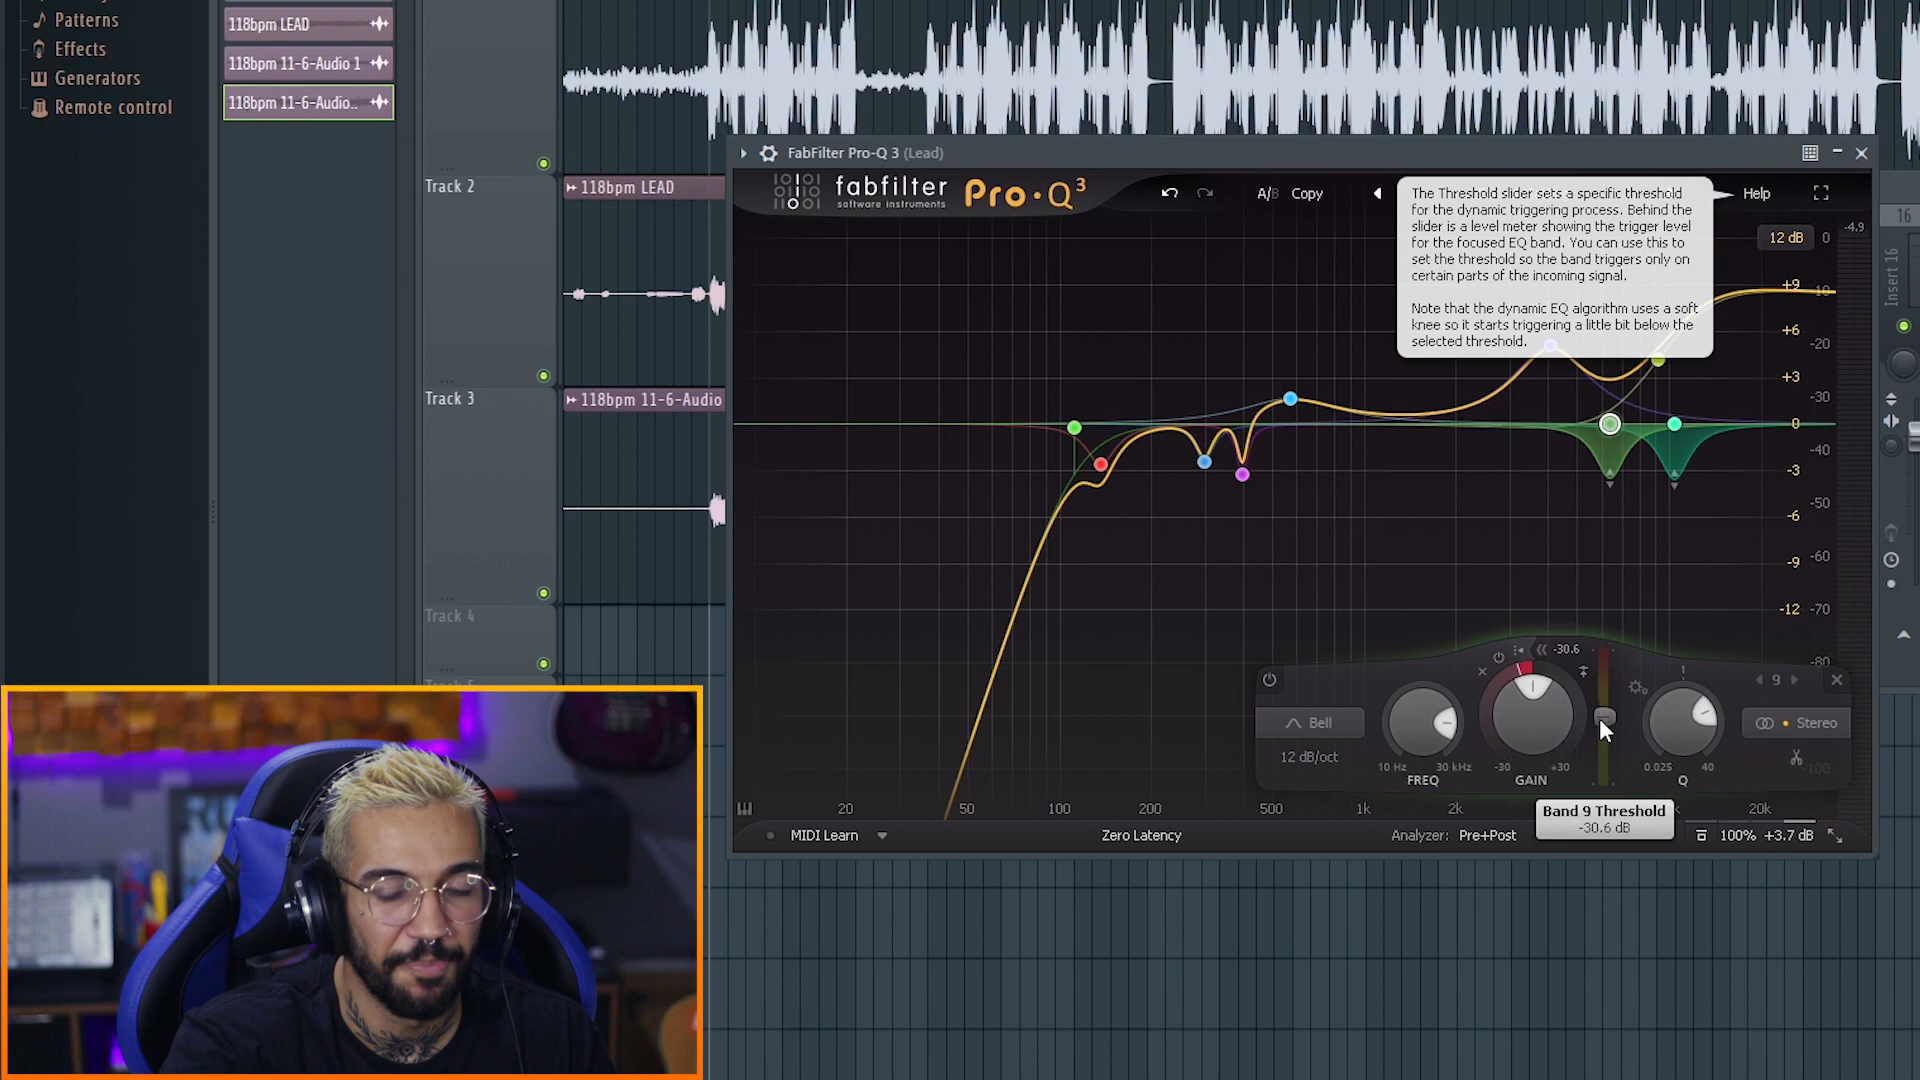 Patterns
Effects
Generators
Remote control
118bpm LEAD
118bpm 11-6-Audio 1
118bpm 11-6-Audio..
Track 2
Track 3
Track 4
118bpm LEAD
118bpm 11-6-Audio
FabFilter Pro-Q 3 (Lead)
fabfilter
software instruments
Pro·Q3
A/B
Copy
Help
The Threshold slider sets a specific threshold
for the dynamic triggering process. Behind the
slider is a level meter showing the trigger level
for the focused EQ band. You can use this to
set the threshold so the band triggers only on
certain parts of the incoming signal.
Note that the dynamic EQ algorithm uses a soft
knee so it starts triggering a little bit below the
selected threshold.
12 dB
0
-4.9
+9
-10
+6
-20
+3
-30
0
-40
-3
-50
-6
-60
-9
-12
-70
-80
-100
16
Insert 16
-30.6
9
Bell
12 dB/oct
10 Hz
30 kHz
FREQ
-30
+30
GAIN
0.025
40
Q
Stereo
20
50
100
200
500
1k
2k
20k
Band 9 Threshold
-30.6 dB
MIDI Learn
Zero Latency
Analyzer:
Pre+Post
100%
+3.7 dB